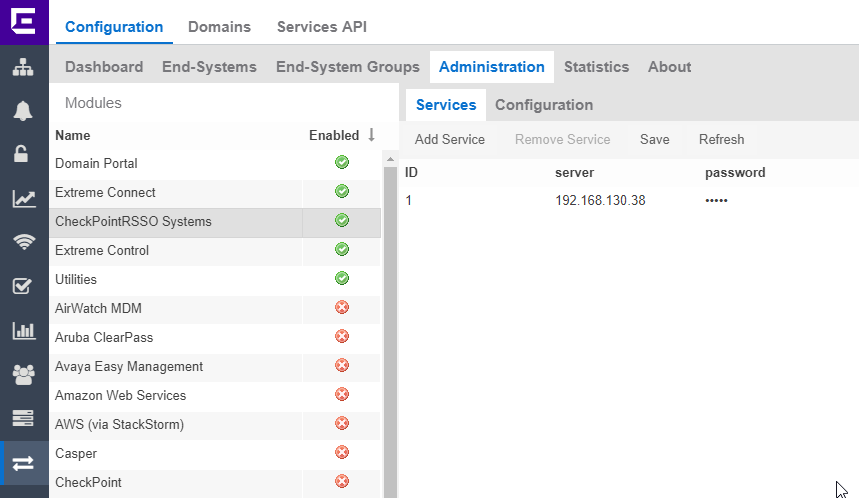 Configuration Domains Services API
Dashboard End-Systems End-System Groups Administration Statistics About
Modules
Name Enabled
Domain Portal
Extreme Connect
CheckPointRSSO Systems
Extreme Control
Utilities
AirWatch MDM
Aruba ClearPass
Avaya Easy Management
Amazon Web Services
AWS (via StackStorm)
Casper
CheckPoint
Services Configuration
Add Service Remove Service Save Refresh
ID server password
1 192.168.130.38 •••••